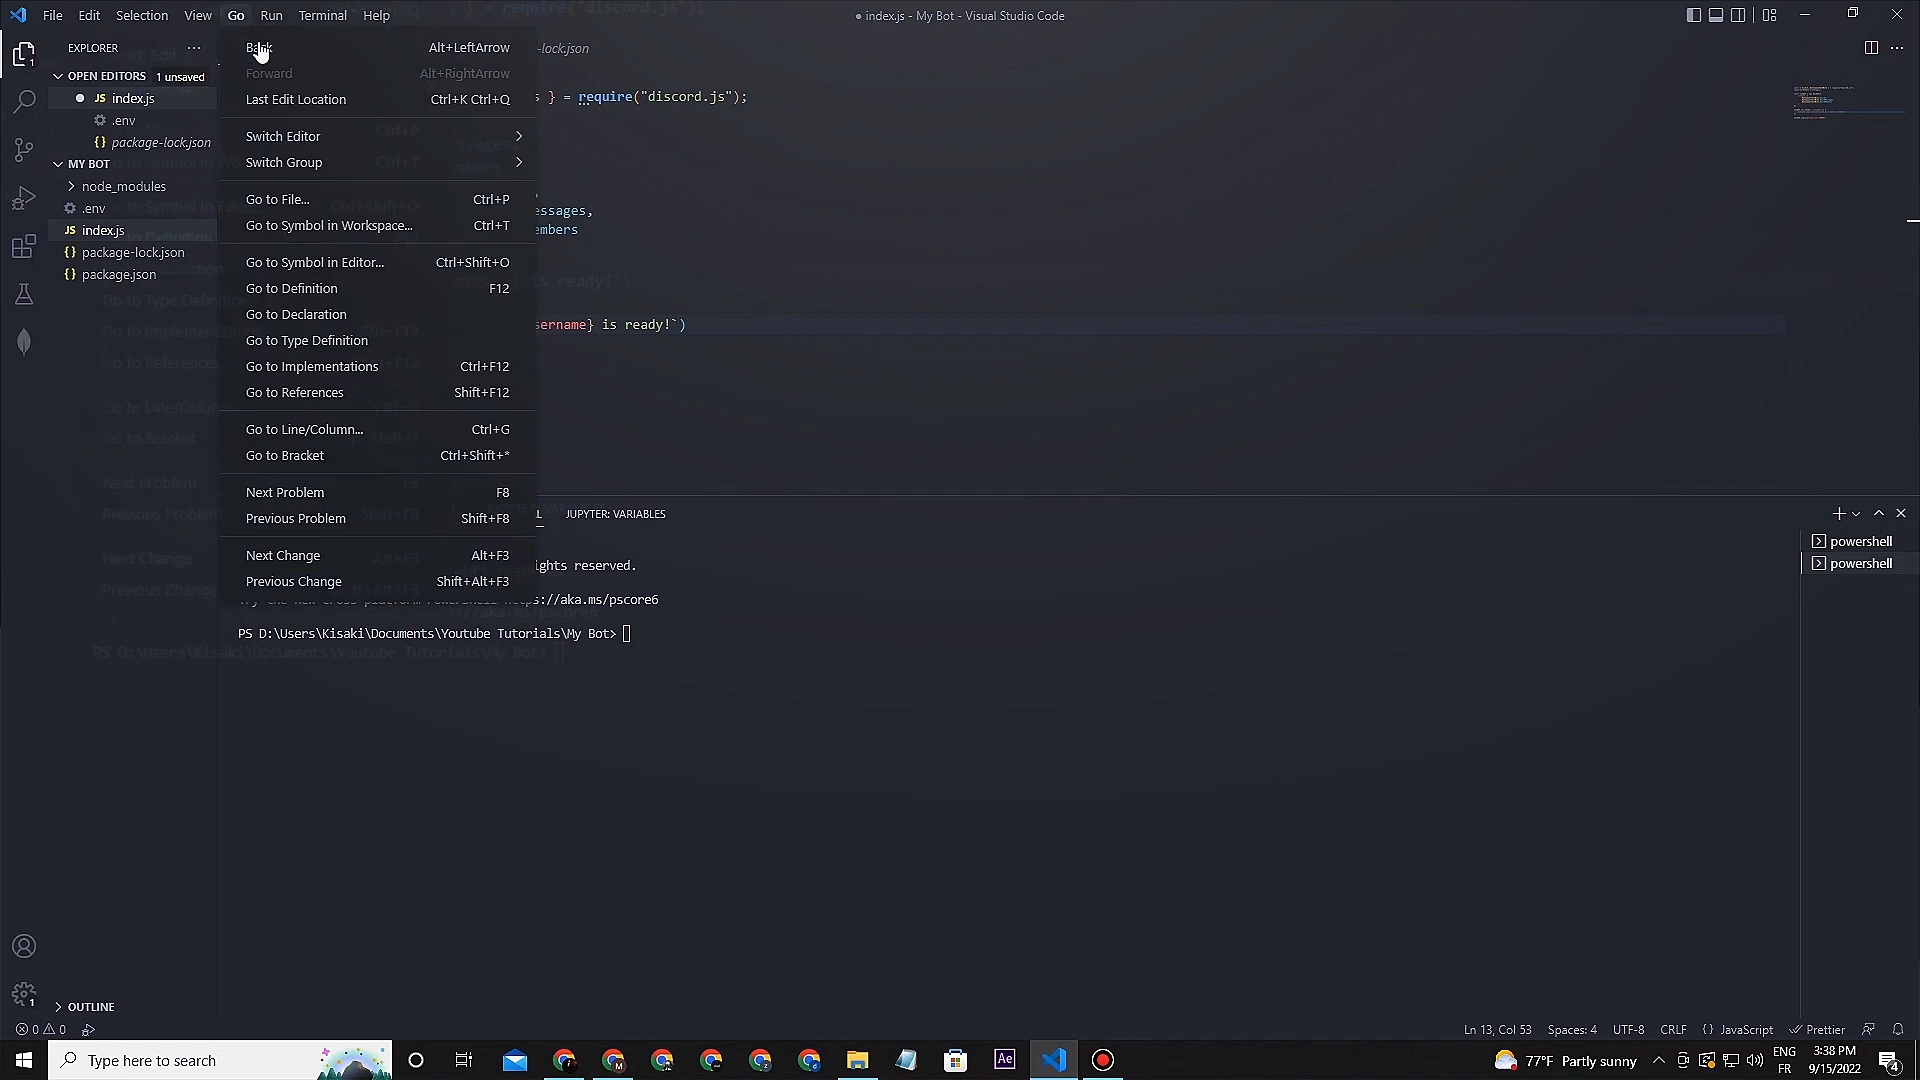 File Edit Selection View Go Run Terminal Help
index.js - My Bot - Visual Studio Code
EXPLORER
OPEN EDITORS 1 unsaved
JS index.js
.env
{} package-lock.json
MY BOT
node_modules
.env
JS index.js
{} package-lock.json
{} package.json
OUTLINE
Back Alt+LeftArrow
Forward Alt+RightArrow
Last Edit Location Ctrl+K Ctrl+Q
Switch Editor
Switch Group
Go to File... Ctrl+P
Go to Symbol in Workspace... Ctrl+T
Go to Symbol in Editor... Ctrl+Shift+O
Go to Definition F12
Go to Declaration
Go to Type Definition
Go to Implementations Ctrl+F12
Go to References Shift+F12
Go to Line/Column... Ctrl+G
Go to Bracket Ctrl+Shift+*
Next Problem F8
Previous Problem Shift+F8
Next Change Alt+F3
Previous Change Shift+Alt+F3
-lock.json
s } = require("discord.js");
essages,
embers
sername} is ready!`)
L JUPYTER: VARIABLES
ights reserved.
s://aka.ms/pscore6
PS D:\Users\Kisaki\Documents\Youtube Tutorials\My Bot>
powershell
powershell
0 0
Ln 13, Col 53 Spaces: 4 UTF-8 CRLF {} JavaScript Prettier
Type here to search
Ae
77°F Partly sunny
ENG
FR
3:38 PM
9/15/2022
4